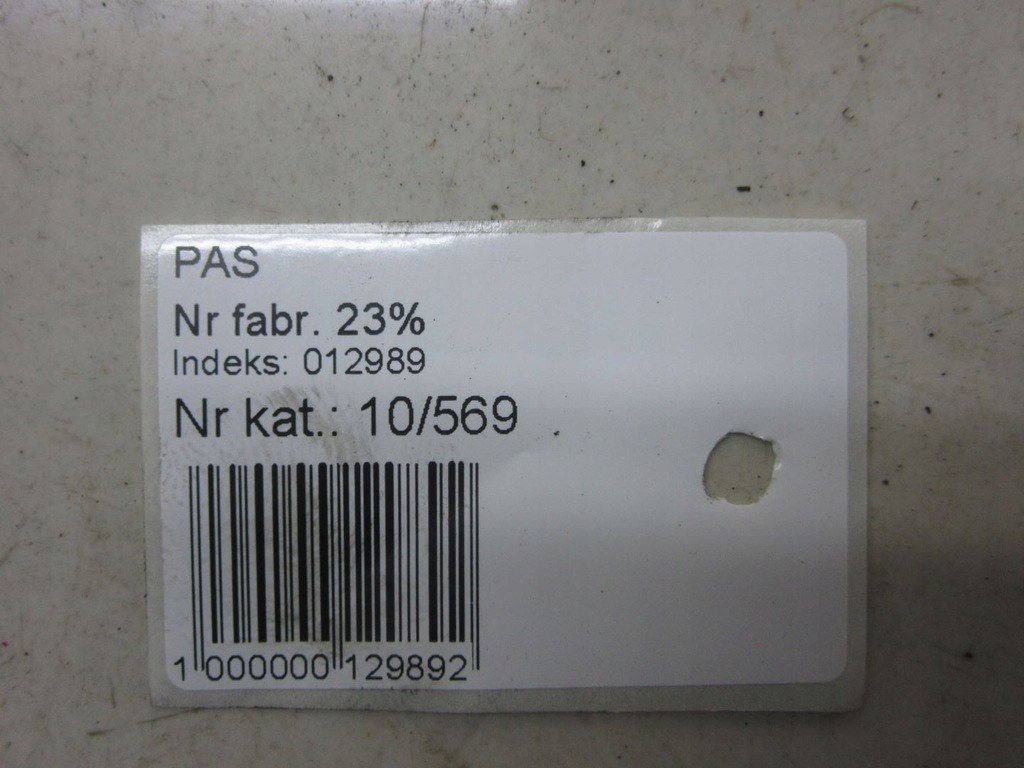 PAS
Nr fabr. 23%
Indeks: 012989
Nr kat.: 10/569
1 000000 129892